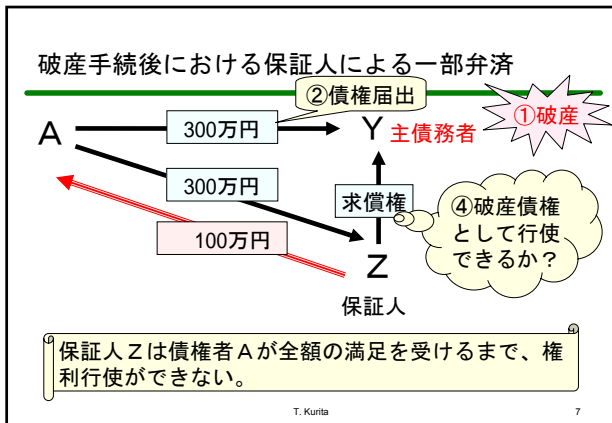 破産手続後における保証人による一部弁済
②債権届出
①破産
A
300万円
Y
主債務者
300万円
求償権
④破産債権
として行使
できるか？
100万円
Z
保証人
保証人Ｚは債権者Ａが全額の満足を受けるまで、権
利行使ができない。
T. Kurita
7